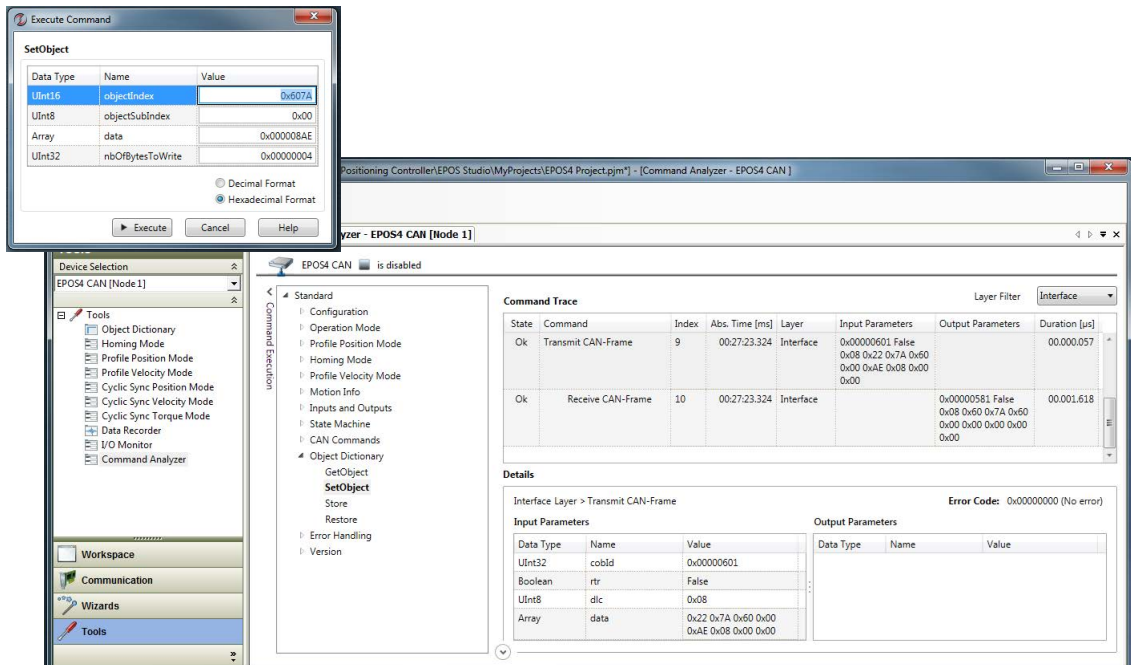 Execute Command
SetObject
Data Type Name Value
UInt16 objectIndex 0x607A
UInt8 objectSubIndex 0x00
Array data 0x000008AE
UInt32 nbOfBytesToWrite 0x00000004
Decimal Format
Hexadecimal Format
Execute Cancel Help
Positioning Controller\EPOS Studio\MyProjects\EPOS4 Project.pjm*] - [Command Analyzer - EPOS4 CAN ]
yzer - EPOS4 CAN [Node 1]
Device Selection
EPOS4 CAN [Node 1]
Tools
Object Dictionary
Homing Mode
Profile Position Mode
Profile Velocity Mode
Cyclic Sync Position Mode
Cyclic Sync Velocity Mode
Cyclic Sync Torque Mode
Data Recorder
I/O Monitor
Command Analyzer
Workspace
Communication
Wizards
Tools
EPOS4 CAN is disabled
Command Execution
Standard
Configuration
Operation Mode
Profile Position Mode
Homing Mode
Profile Velocity Mode
Motion Info
Inputs and Outputs
State Machine
CAN Commands
Object Dictionary
GetObject
SetObject
Store
Restore
Error Handling
Version
Command Trace
Layer Filter Interface
State Command Index Abs. Time [ms] Layer Input Parameters Output Parameters Duration [µs]
Ok Transmit CAN-Frame 9 00:27:23.324 Interface 0x00000601 False 00.000.057
0x08 0x22 0x7A 0x60
0x00 0xAE 0x08 0x00
0x00
Ok Receive CAN-Frame 10 00:27:23.324 Interface 0x00000581 False 00.001.618
0x08 0x60 0x7A 0x60
0x00 0x00 0x00 0x00
0x00
Details
Interface Layer > Transmit CAN-Frame Error Code: 0x00000000 (No error)
Input Parameters Output Parameters
Data Type Name Value Data Type Name Value
UInt32 cobId 0x00000601
Boolean rtr False
UInt8 dlc 0x08
Array data 0x22 0x7A 0x60 0x00
0xAE 0x08 0x00 0x00